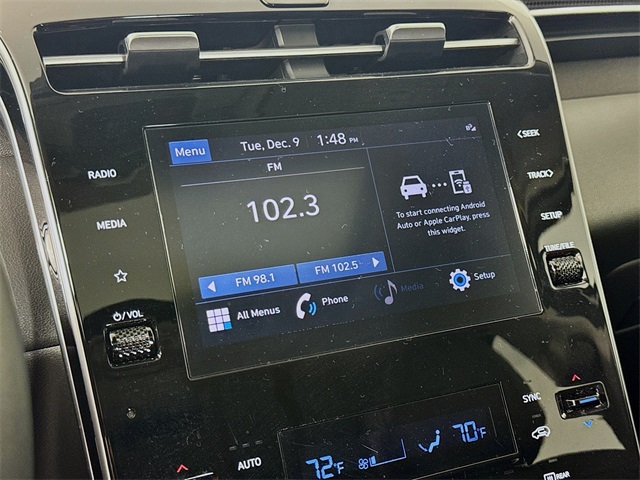 Menu Tue, Dec. 9 1:48 PM
< SEEK
RADIO
FM
TRACK >
102.3
To start connecting Android
Auto or Apple CarPlay, press
this widget.
MEDIA
SETUP
TUNE/FILE
FM 98.1 FM 102.5
/VOL
All Menus Phone Media Setup
SYNC
AUTO
72°F 70°F
REAR